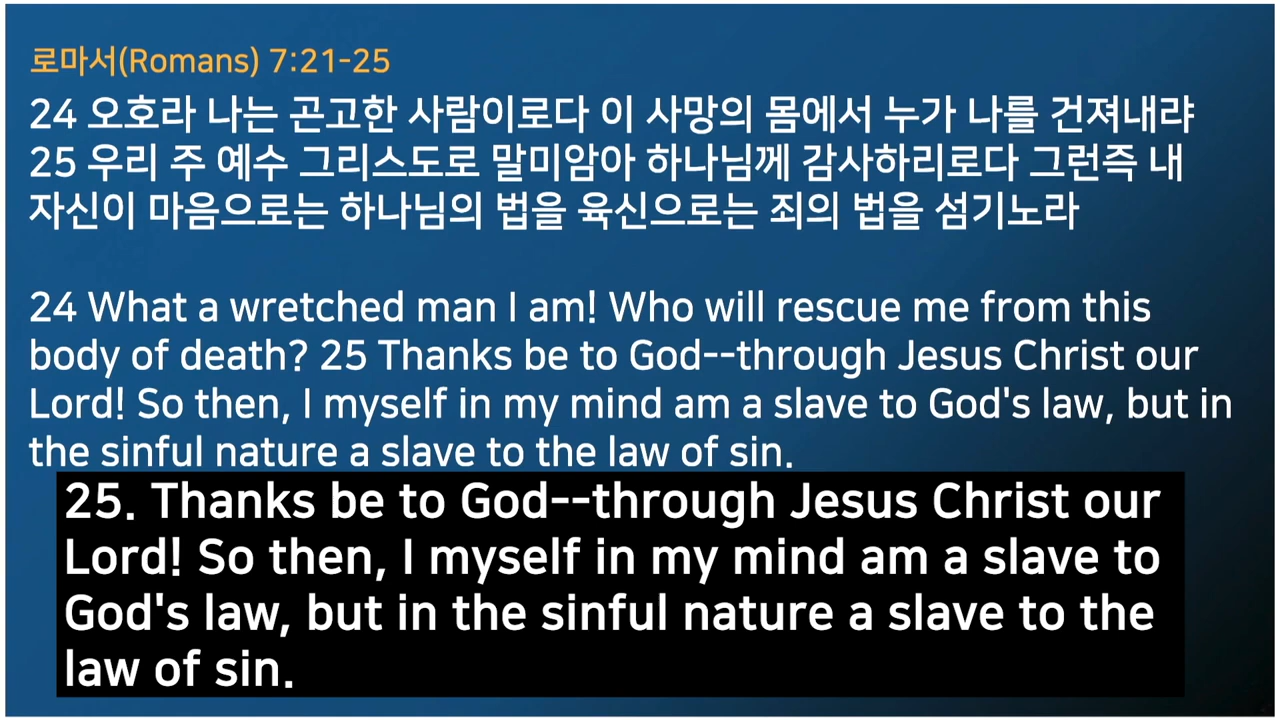 로마서(Romans) 7:21-25
24 오호라 나는 곤고한 사람이로다 이 사망의 몸에서 누가 나를 건져내랴
25 우리 주 예수 그리스도로 말미암아 하나님께 감사하리로다 그런즉 내
자신이 마음으로는 하나님의 법을 육신으로는 죄의 법을 섬기노라
24 What a wretched man I am! Who will rescue me from this
body of death? 25 Thanks be to God--through Jesus Christ our
Lord! So then, I myself in my mind am a slave to God's law, but in
the sinful nature a slave to the law of sin.
25. Thanks be to God--through Jesus Christ our
Lord! So then, I myself in my mind am a slave to
God's law, but in the sinful nature a slave to the
law of sin.